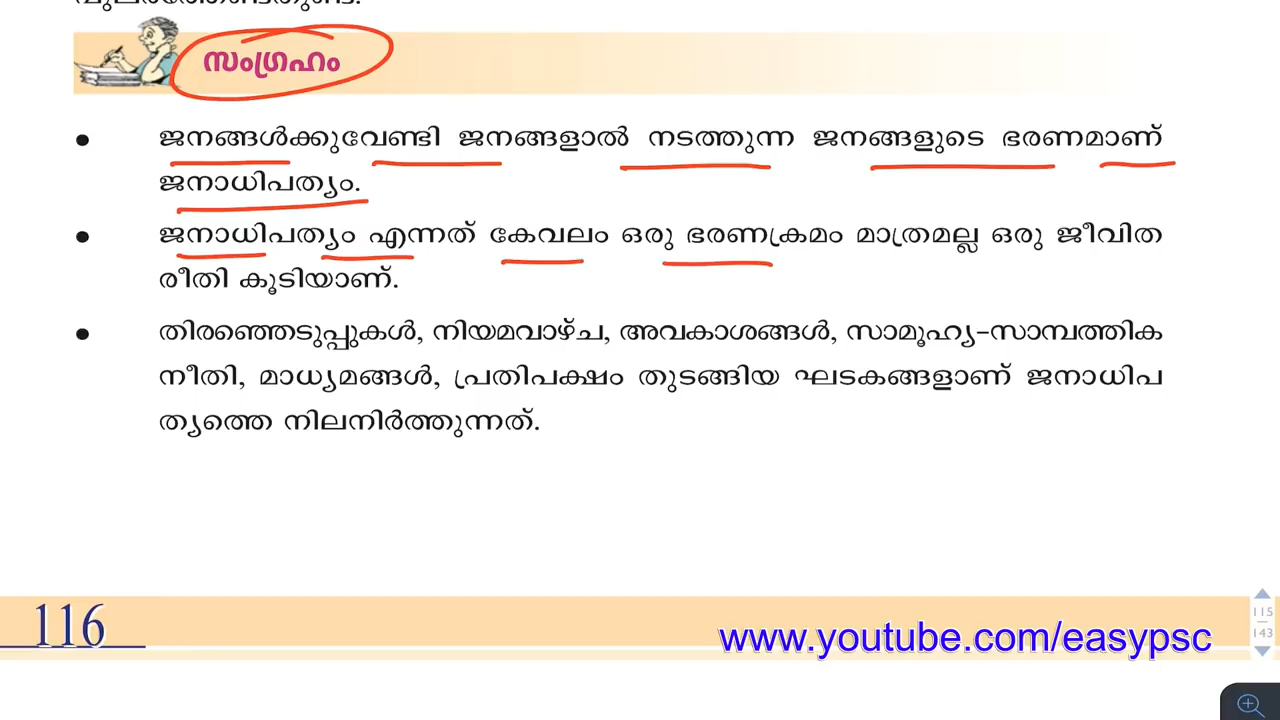 സംഗ്രഹം
ജനങ്ങൾക്കുവേണ്ടി ജനങ്ങളാൽ നടത്തുന്ന ജനങ്ങളുടെ ഭരണമാണ്
ജനാധിപത്യം.
ജനാധിപത്യം എന്നത് കേവലം ഒരു ഭരണക്രമം മാത്രമല്ല ഒരു ജീവിത
രീതി കൂടിയാണ്.
തിരഞ്ഞെടുപ്പുകൾ, നിയമവാഴ്ച, അവകാശങ്ങൾ, സാമൂഹ്യ-സാമ്പത്തിക
നീതി, മാധ്യമങ്ങൾ, പ്രതിപക്ഷം തുടങ്ങിയ ഘടകങ്ങളാണ് ജനാധിപ
ത്യത്തെ നിലനിർത്തുന്നത്.
116
www.youtube.com/easypsc
115
143